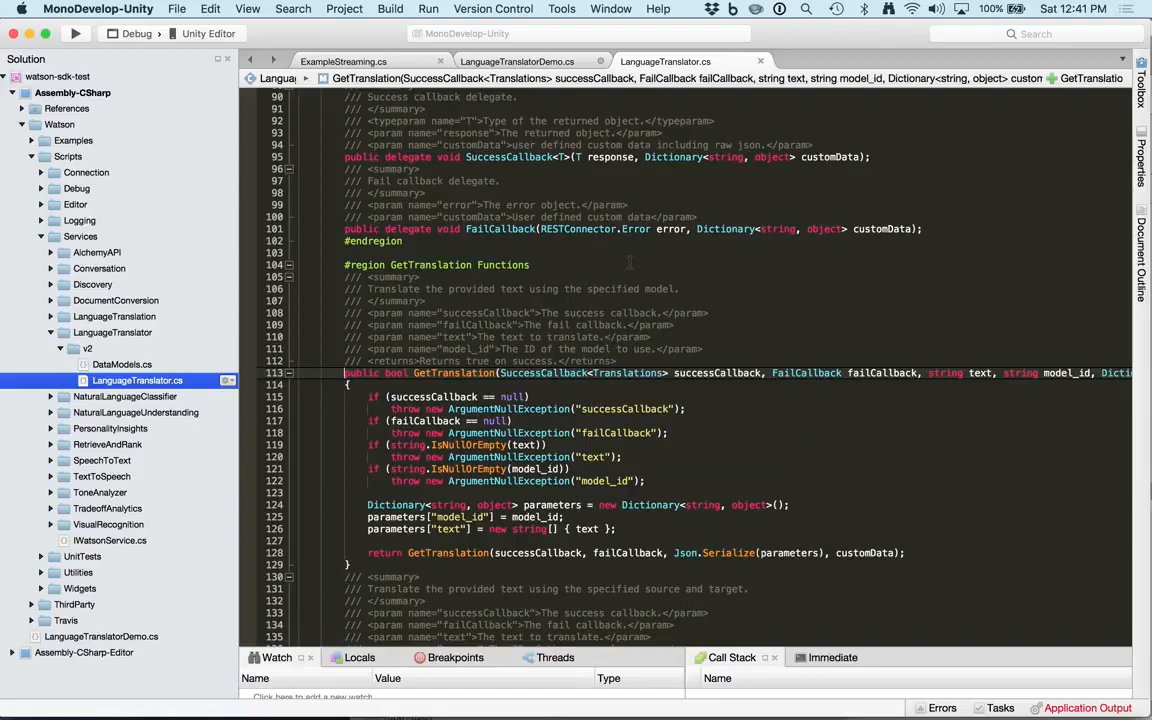 MonoDevelop-Unity File Edit View Search Project Build Run Version Control Tools Window Help 100% Sat 12:41 PM
Debug Unity Editor MonoDevelop-Unity Search
Solution
watson-sdk-test
Assembly-CSharp
References
Watson
Examples
Scripts
Connection
Debug
Editor
Logging
Services
AlchemyAPI
Conversation
Discovery
DocumentConversion
LanguageTranslation
LanguageTranslator
v2
DataModels.cs
LanguageTranslator.cs
NaturalLanguageClassifier
NaturalLanguageUnderstanding
PersonalityInsights
RetrieveAndRank
SpeechToText
TextToSpeech
ToneAnalyzer
TradeoffAnalytics
VisualRecognition
IWatsonService.cs
UnitTests
Utilities
Widgets
ThirdParty
Travis
LanguageTranslatorDemo.cs
Assembly-CSharp-Editor
ExampleStreaming.cs LanguageTranslatorDemo.cs LanguageTranslator.cs
Languag GetTranslation(SuccessCallback<Translations> successCallback, FailCallback failCallback, string text, string model_id, Dictionary<string, object> custom GetTranslatio
90 /// Success callback delegate.
91 /// </summary>
92 /// <typeparam name="T">Type of the returned object.</typeparam>
93 /// <param name="response">The returned object.</param>
94 /// <param name="customData">user defined custom data including raw json.</param>
95 public delegate void SuccessCallback<T>(T response, Dictionary<string, object> customData);
96 /// <summary>
97 /// Fail callback delegate.
98 /// </summary>
99 /// <param name="error">The error object.</param>
100 /// <param name="customData">User defined custom data</param>
101 public delegate void FailCallback(RESTConnector.Error error, Dictionary<string, object> customData);
102 #endregion
103
104 #region GetTranslation Functions
105 /// <summary>
106 /// Translate the provided text using the specified model.
107 /// </summary>
108 /// <param name="successCallback">The success callback.</param>
109 /// <param name="failCallback">The fail callback.</param>
110 /// <param name="text">The text to translate.</param>
111 /// <param name="model_id">The ID of the model to use.</param>
112 /// <returns>Returns true on success.</returns>
113 public bool GetTranslation(SuccessCallback<Translations> successCallback, FailCallback failCallback, string text, string model_id, Dictio
114 {
115 if (successCallback == null)
116 throw new ArgumentNullException("successCallback");
117 if (failCallback == null)
118 throw new ArgumentNullException("failCallback");
119 if (string.IsNullOrEmpty(text))
120 throw new ArgumentNullException("text");
121 if (string.IsNullOrEmpty(model_id))
122 throw new ArgumentNullException("model_id");
123
124 Dictionary<string, object> parameters = new Dictionary<string, object>();
125 parameters["model_id"] = model_id;
126 parameters["text"] = new string[] { text };
127
128 return GetTranslation(successCallback, failCallback, Json.Serialize(parameters), customData);
129 }
130 /// <summary>
131 /// Translate the provided text using the specified source and target.
132 /// </summary>
133 /// <param name="successCallback">The success callback.</param>
134 /// <param name="failCallback">The fail callback.</param>
135 /// <param name="text">The text to translate.</param>
Toolbox
Properties
Document Outline
Watch Locals Breakpoints Threads Call Stack Immediate
Name Value Type Name
Click here to add a new watch
Errors Tasks Application Output